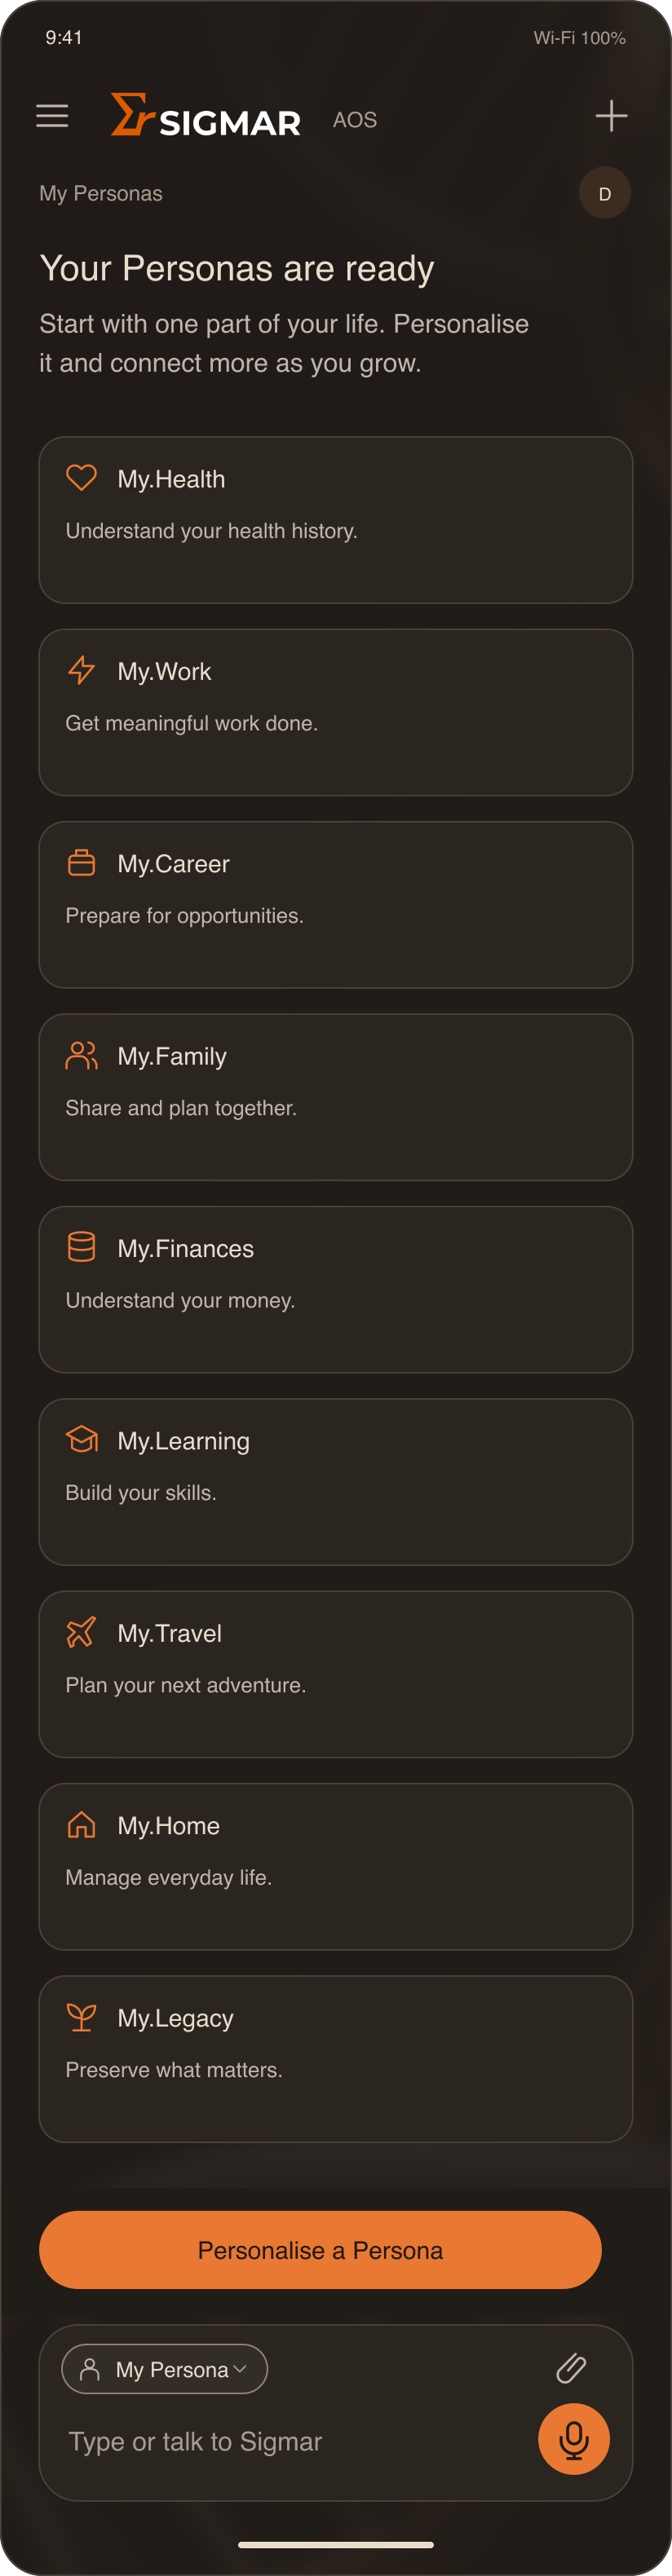 9:41 Wi-Fi 100%
Σr SIGMAR AOS
My Personas D
Your Personas are ready
Start with one part of your life. Personalise
it and connect more as you grow.
My.Health
Understand your health history.
My.Work
Get meaningful work done.
My.Career
Prepare for opportunities.
My.Family
Share and plan together.
My.Finances
Understand your money.
My.Learning
Build your skills.
My.Travel
Plan your next adventure.
My.Home
Manage everyday life.
My.Legacy
Preserve what matters.
Personalise a Persona
My Persona
Type or talk to Sigmar